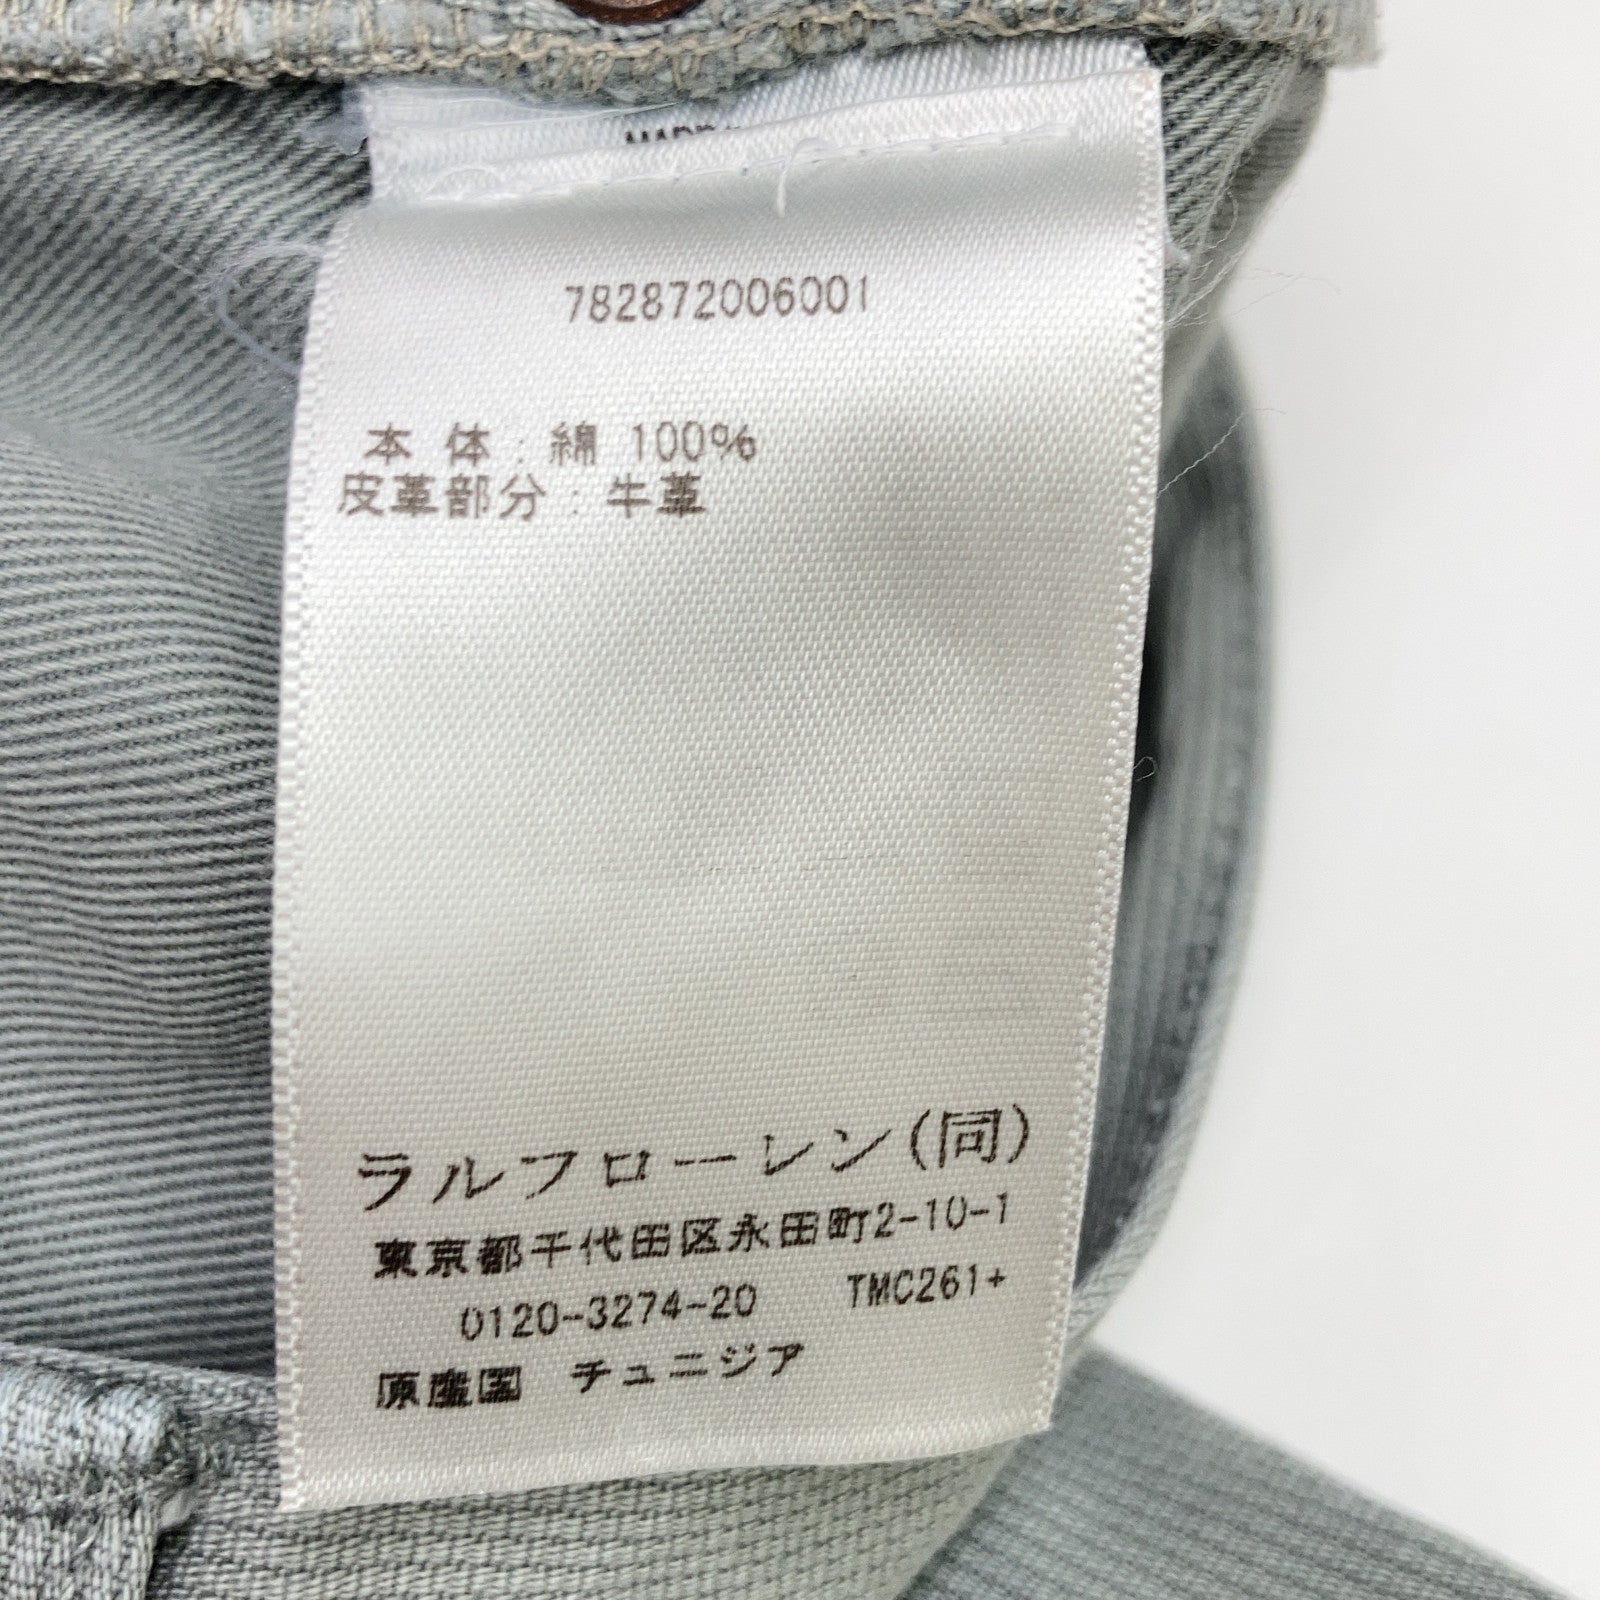 782872006001
本 体 : 綿 100%
皮革部分 : 牛革
ラルフローレン(同)
東京都千代田区永田町2-10-1
0120-3274-20 TMC261+
原産国 チュニジア